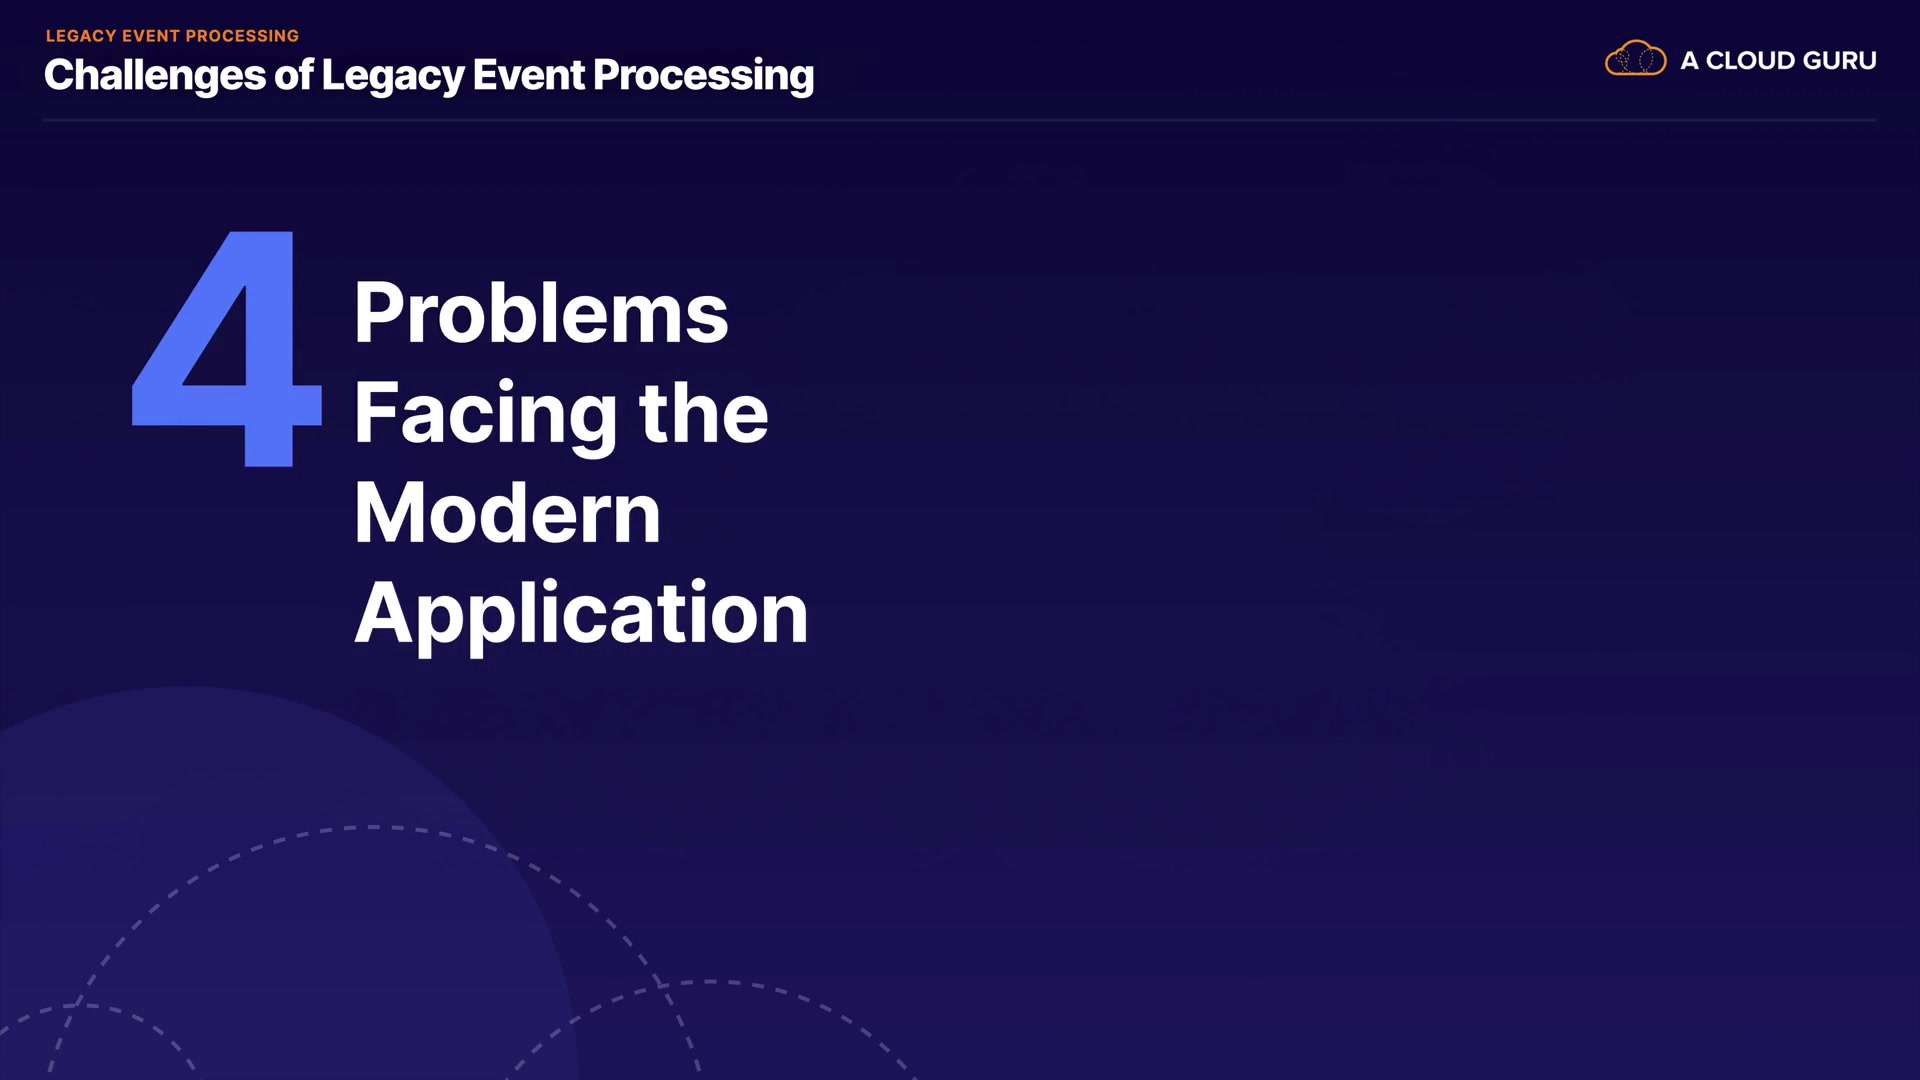 LEGACY EVENT PROCESSING
Challenges of Legacy Event Processing
A CLOUD GURU
4
Problems
Facing the
Modern
Application